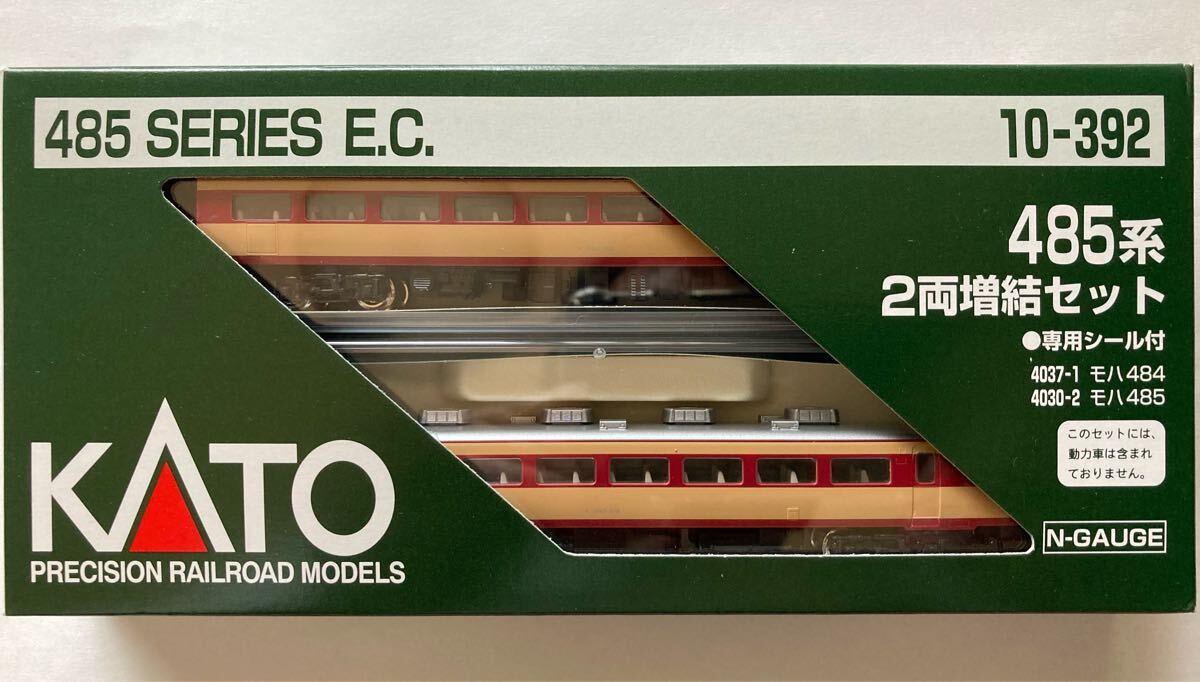 485 SERIES E.C.
10-392
485系
2両増結セット
●専用シール付
4037-1 モハ484
4030-2 モハ485
このセットには、
動力車は含まれ
ておりません。
N-GAUGE
KATO
PRECISION RAILROAD MODELS